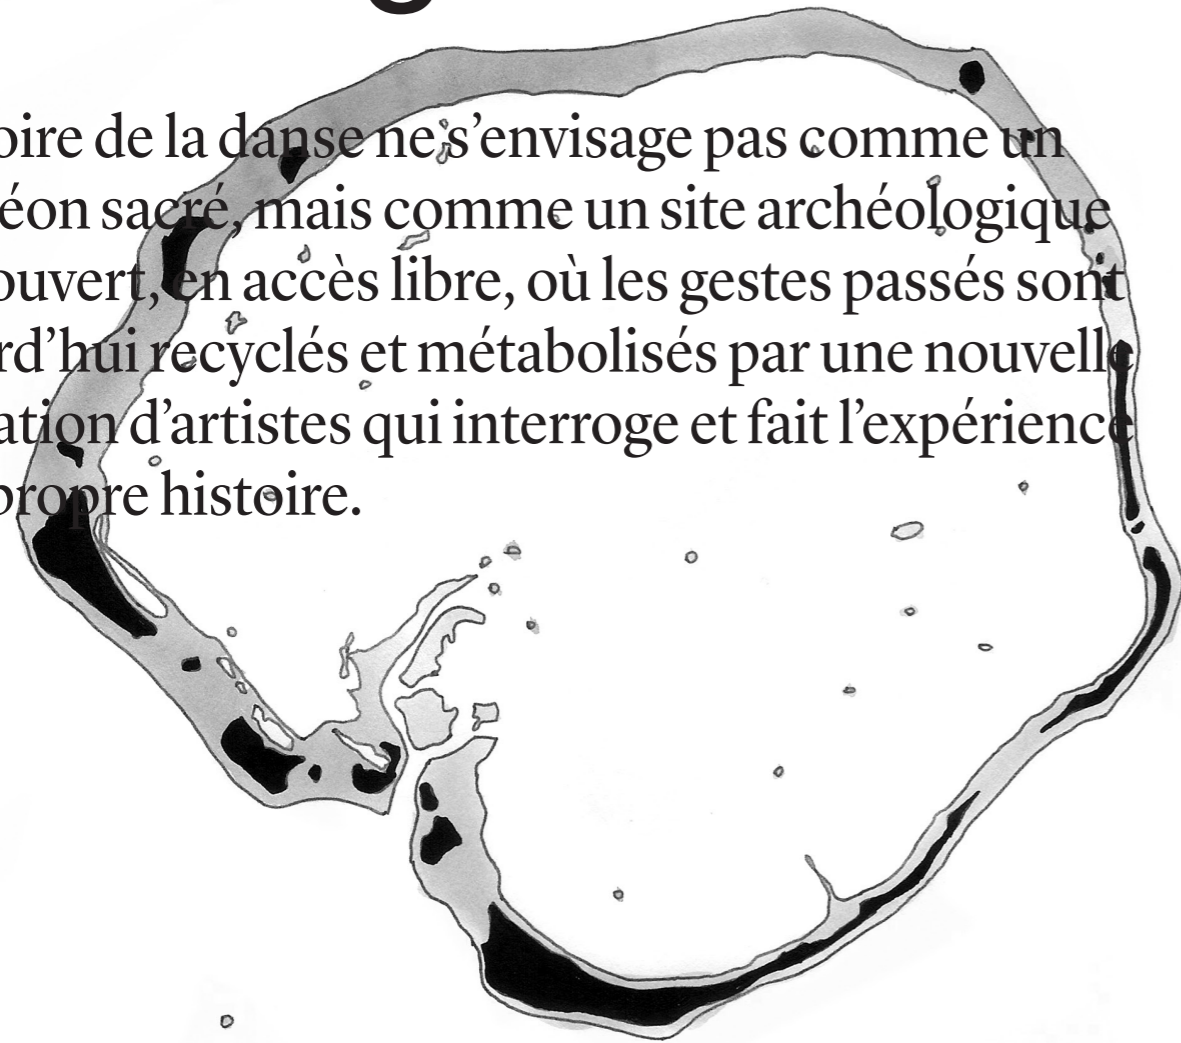 oire de la danse ne s’envisage pas comme un
éon sacré, mais comme un site archéologique
ouvert, en accès libre, où les gestes passés sont
rd’hui recyclés et métabolisés par une nouvelle
ation d’artistes qui interroge et fait l’expérience
propre histoire.